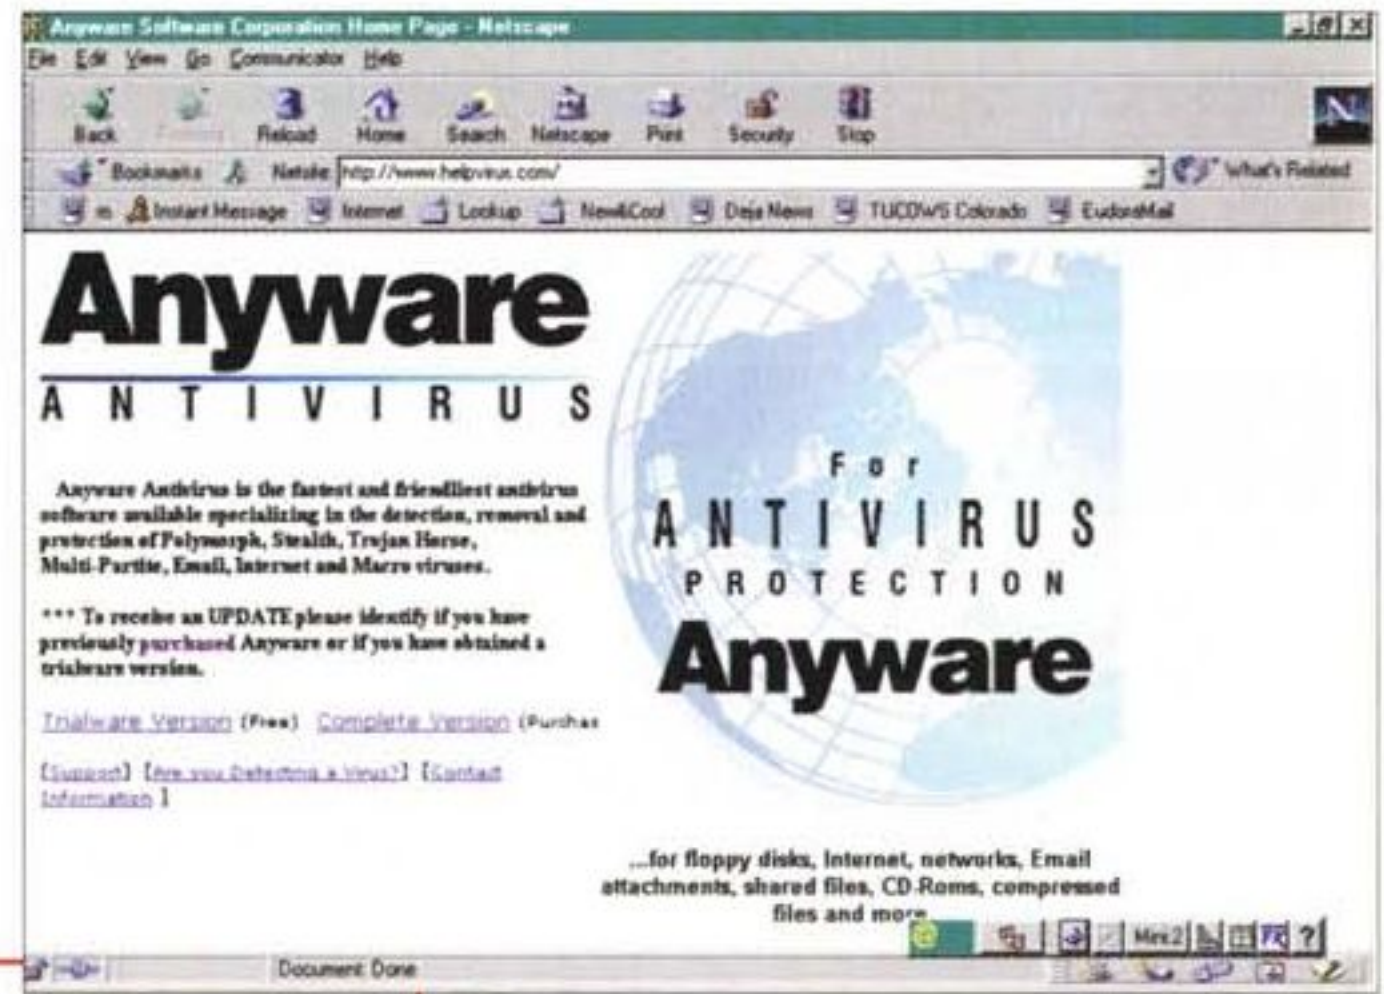 Anyware Software Corporation Home Page - Netscape
File Edit View Go Communicator Help
Back Forward Reload Home Search Netscape Print Security Stop
N
Bookmarks Netsite: http://www.helpvirus.com/ What's Related
m Instant Message Internet Lookup New&Cool Deja News TUCOWS Colorado EudoraMail
Anyware
ANTIVIRUS
Anyware Antivirus is the fastest and friendliest antivirus
software available specializing in the detection, removal and
protection of Polymorph, Stealth, Trojan Horse,
Multi-Partite, Email, Internet and Macro viruses.
*** To receive an UPDATE please identify if you have
previously purchased Anyware or if you have obtained a
trialware version.
Trialware Version (Free) Complete Version (Purchas
[Support] [Are you Detecting a Virus?] [Contact
Information ]
For
ANTIVIRUS
PROTECTION
Anyware
...for floppy disks, Internet, networks, Email
attachments, shared files, CD-Roms, compressed
files and more
Mini2 ?
Document: Done